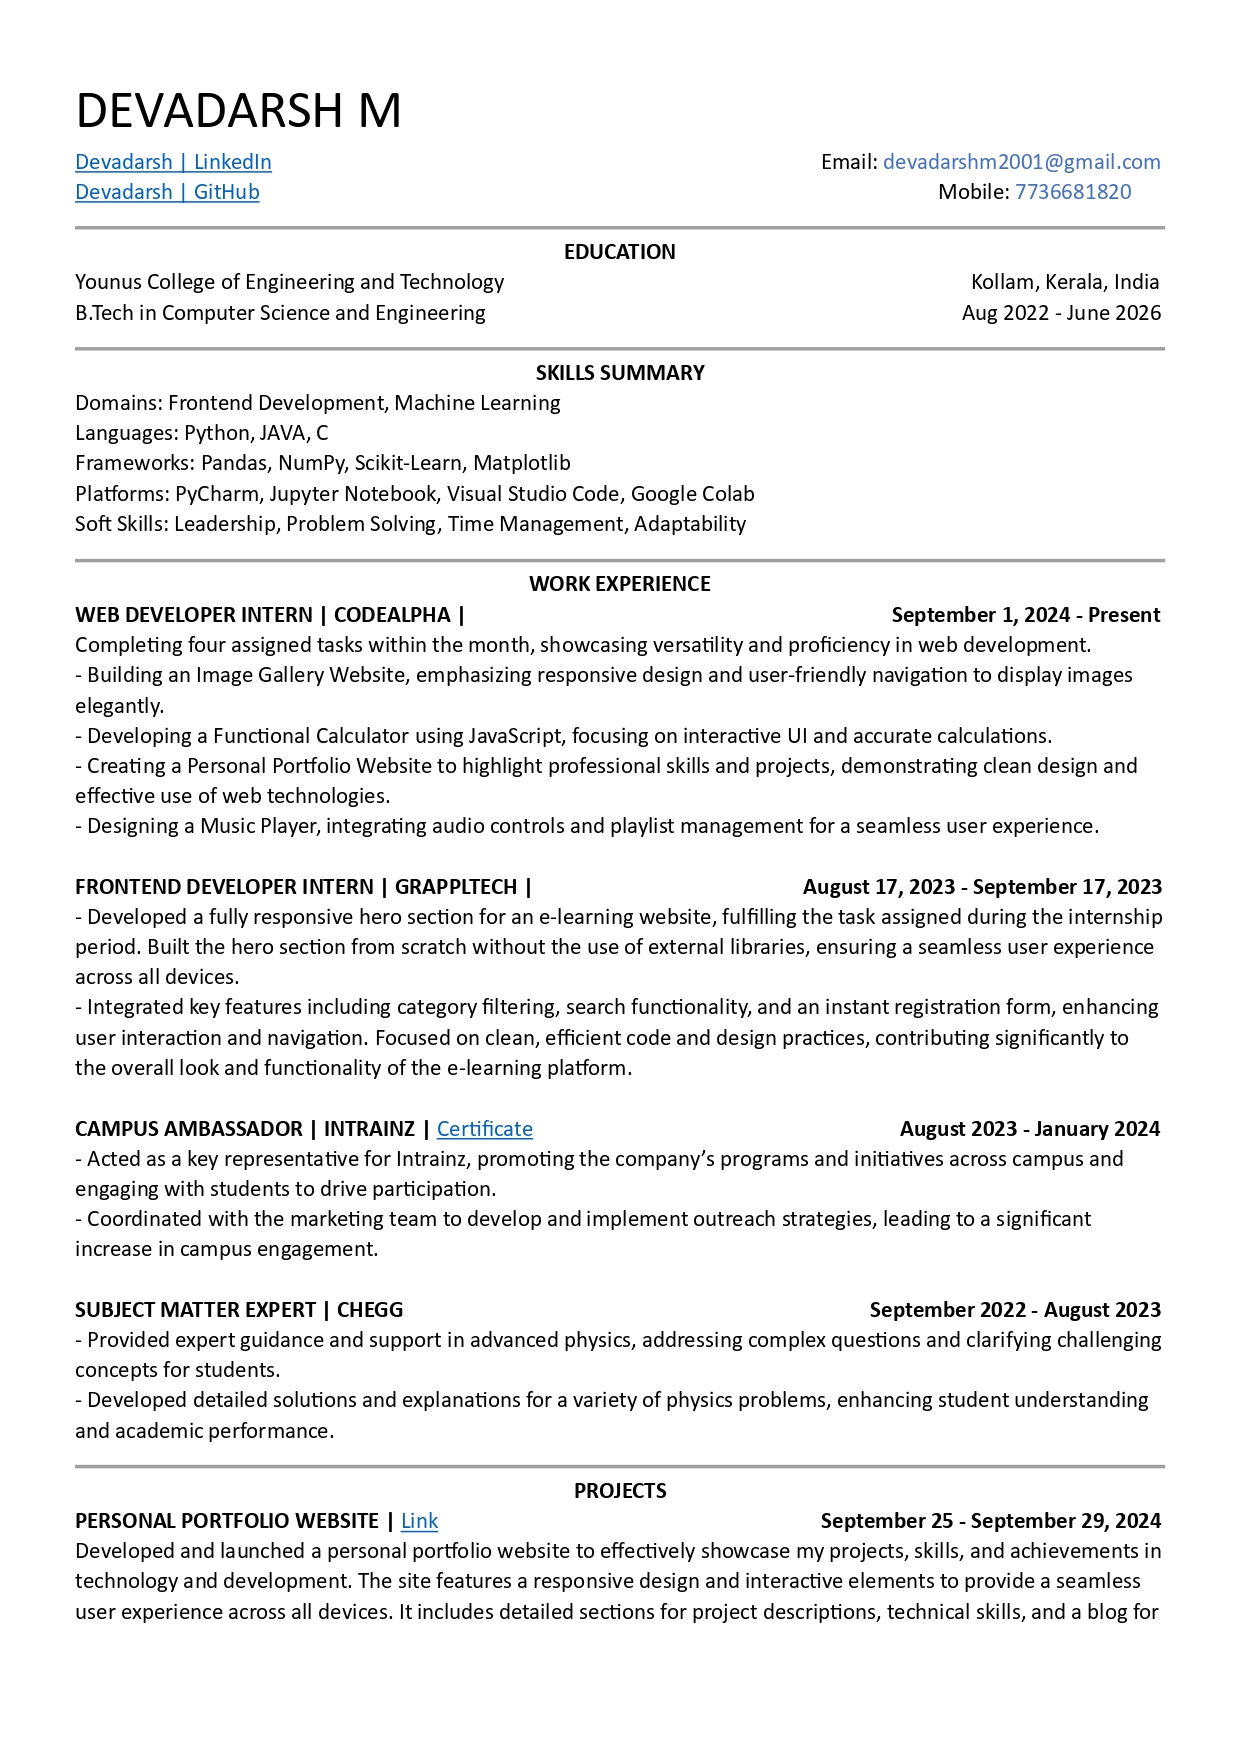 DEVADARSH M
Devadarsh | LinkedIn Email: devadarshm2001@gmail.com
Devadarsh | GitHub Mobile: 7736681820
EDUCATION
Younus College of Engineering and Technology Kollam, Kerala, India
B.Tech in Computer Science and Engineering Aug 2022 - June 2026
SKILLS SUMMARY
Domains: Frontend Development, Machine Learning
Languages: Python, JAVA, C
Frameworks: Pandas, NumPy, Scikit-Learn, Matplotlib
Platforms: PyCharm, Jupyter Notebook, Visual Studio Code, Google Colab
Soft Skills: Leadership, Problem Solving, Time Management, Adaptability
WORK EXPERIENCE
WEB DEVELOPER INTERN | CODEALPHA | September 1, 2024 - Present
Completing four assigned tasks within the month, showcasing versatility and proficiency in web development.
- Building an Image Gallery Website, emphasizing responsive design and user-friendly navigation to display images
elegantly.
- Developing a Functional Calculator using JavaScript, focusing on interactive UI and accurate calculations.
- Creating a Personal Portfolio Website to highlight professional skills and projects, demonstrating clean design and
effective use of web technologies.
- Designing a Music Player, integrating audio controls and playlist management for a seamless user experience.
FRONTEND DEVELOPER INTERN | GRAPPLTECH | August 17, 2023 - September 17, 2023
- Developed a fully responsive hero section for an e-learning website, fulfilling the task assigned during the internship
period. Built the hero section from scratch without the use of external libraries, ensuring a seamless user experience
across all devices.
- Integrated key features including category filtering, search functionality, and an instant registration form, enhancing
user interaction and navigation. Focused on clean, efficient code and design practices, contributing significantly to
the overall look and functionality of the e-learning platform.
CAMPUS AMBASSADOR | INTRAINZ | Certificate August 2023 - January 2024
- Acted as a key representative for Intrainz, promoting the company’s programs and initiatives across campus and
engaging with students to drive participation.
- Coordinated with the marketing team to develop and implement outreach strategies, leading to a significant
increase in campus engagement.
SUBJECT MATTER EXPERT | CHEGG September 2022 - August 2023
- Provided expert guidance and support in advanced physics, addressing complex questions and clarifying challenging
concepts for students.
- Developed detailed solutions and explanations for a variety of physics problems, enhancing student understanding
and academic performance.
PROJECTS
PERSONAL PORTFOLIO WEBSITE | Link September 25 - September 29, 2024
Developed and launched a personal portfolio website to effectively showcase my projects, skills, and achievements in
technology and development. The site features a responsive design and interactive elements to provide a seamless
user experience across all devices. It includes detailed sections for project descriptions, technical skills, and a blog for